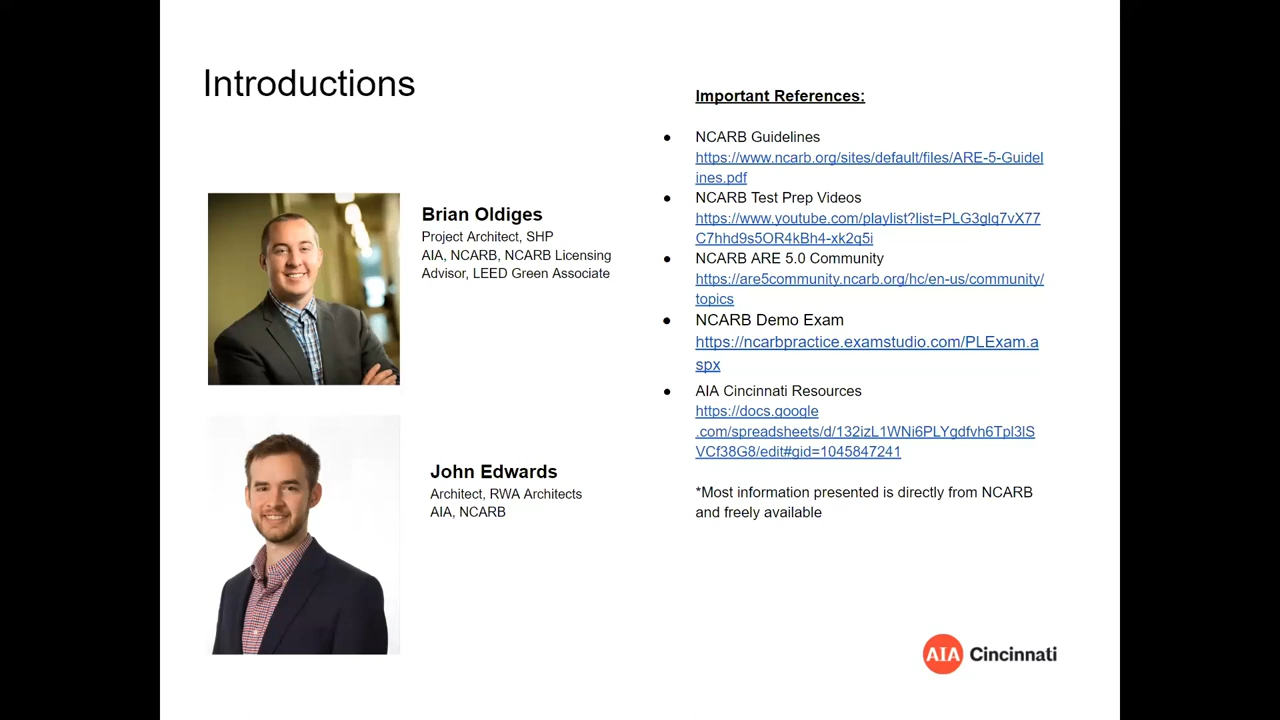 Introductions
Brian Oldiges
Project Architect, SHP
AIA, NCARB, NCARB Licensing
Advisor, LEED Green Associate
John Edwards
Architect, RWA Architects
AIA, NCARB
Important References:
● NCARB Guidelines
https://www.ncarb.org/sites/default/files/ARE-5-Guidel
ines.pdf
● NCARB Test Prep Videos
https://www.youtube.com/playlist?list=PLG3glq7vX77
C7hhd9s5OR4kBh4-xk2q5i
● NCARB ARE 5.0 Community
https://are5community.ncarb.org/hc/en-us/community/
topics
● NCARB Demo Exam
https://ncarbpractice.examstudio.com/PLExam.a
spx
● AIA Cincinnati Resources
https://docs.google
.com/spreadsheets/d/132izL1WNi6PLYgdfvh6Tpl3lS
VCf38G8/edit#gid=1045847241
*Most information presented is directly from NCARB
and freely available
AIA Cincinnati